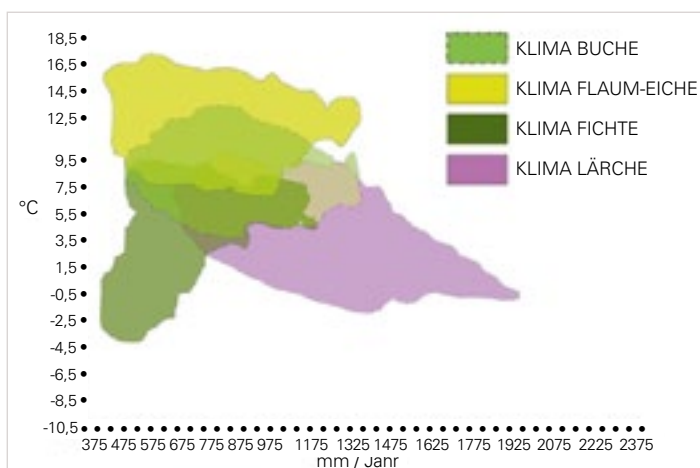 18,5
16,5
14,5
12,5
9,5
7,5
5,5
3,5
1,5
-0,5
-2,5
-4,5
-6,5
-8,5
-10,5
°C
KLIMA BUCHE
KLIMA FLAUM-EICHE
KLIMA FICHTE
KLIMA LÄRCHE
375 475 575 675 775 875 975 1175 1325 1475 1625 1775 1925 2075 2225 2375
mm / Jahr